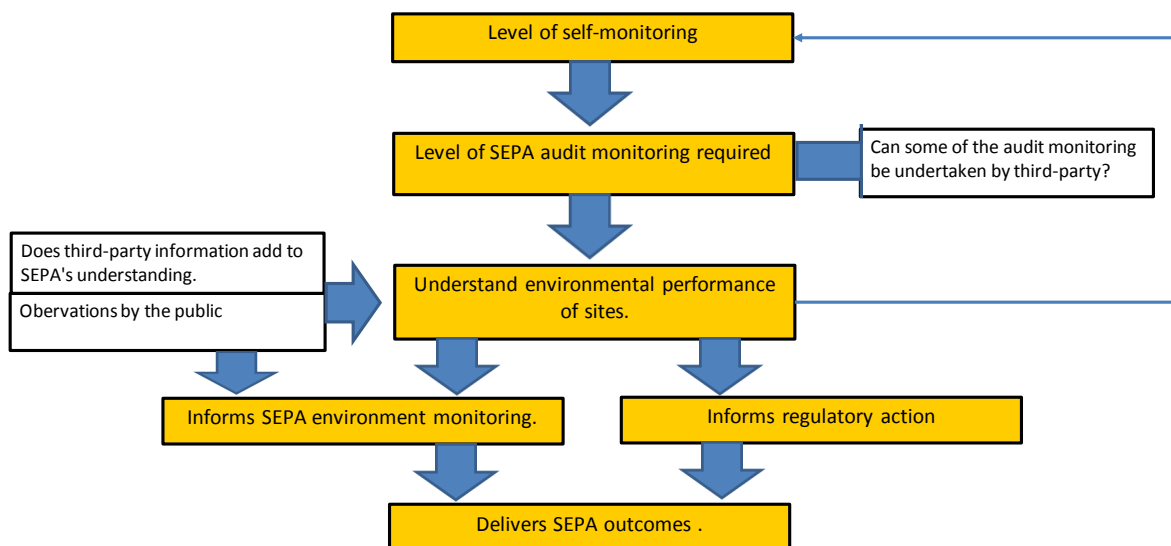 Level of self-monitoring
Level of SEPA audit monitoring required
Can some of the audit monitoring
be undertaken by third-party?
Does third-party information add to
SEPA's understanding.
Obervations by the public
Understand environmental performance
of sites.
Informs SEPA environment monitoring.
Informs regulatory action
Delivers SEPA outcomes .